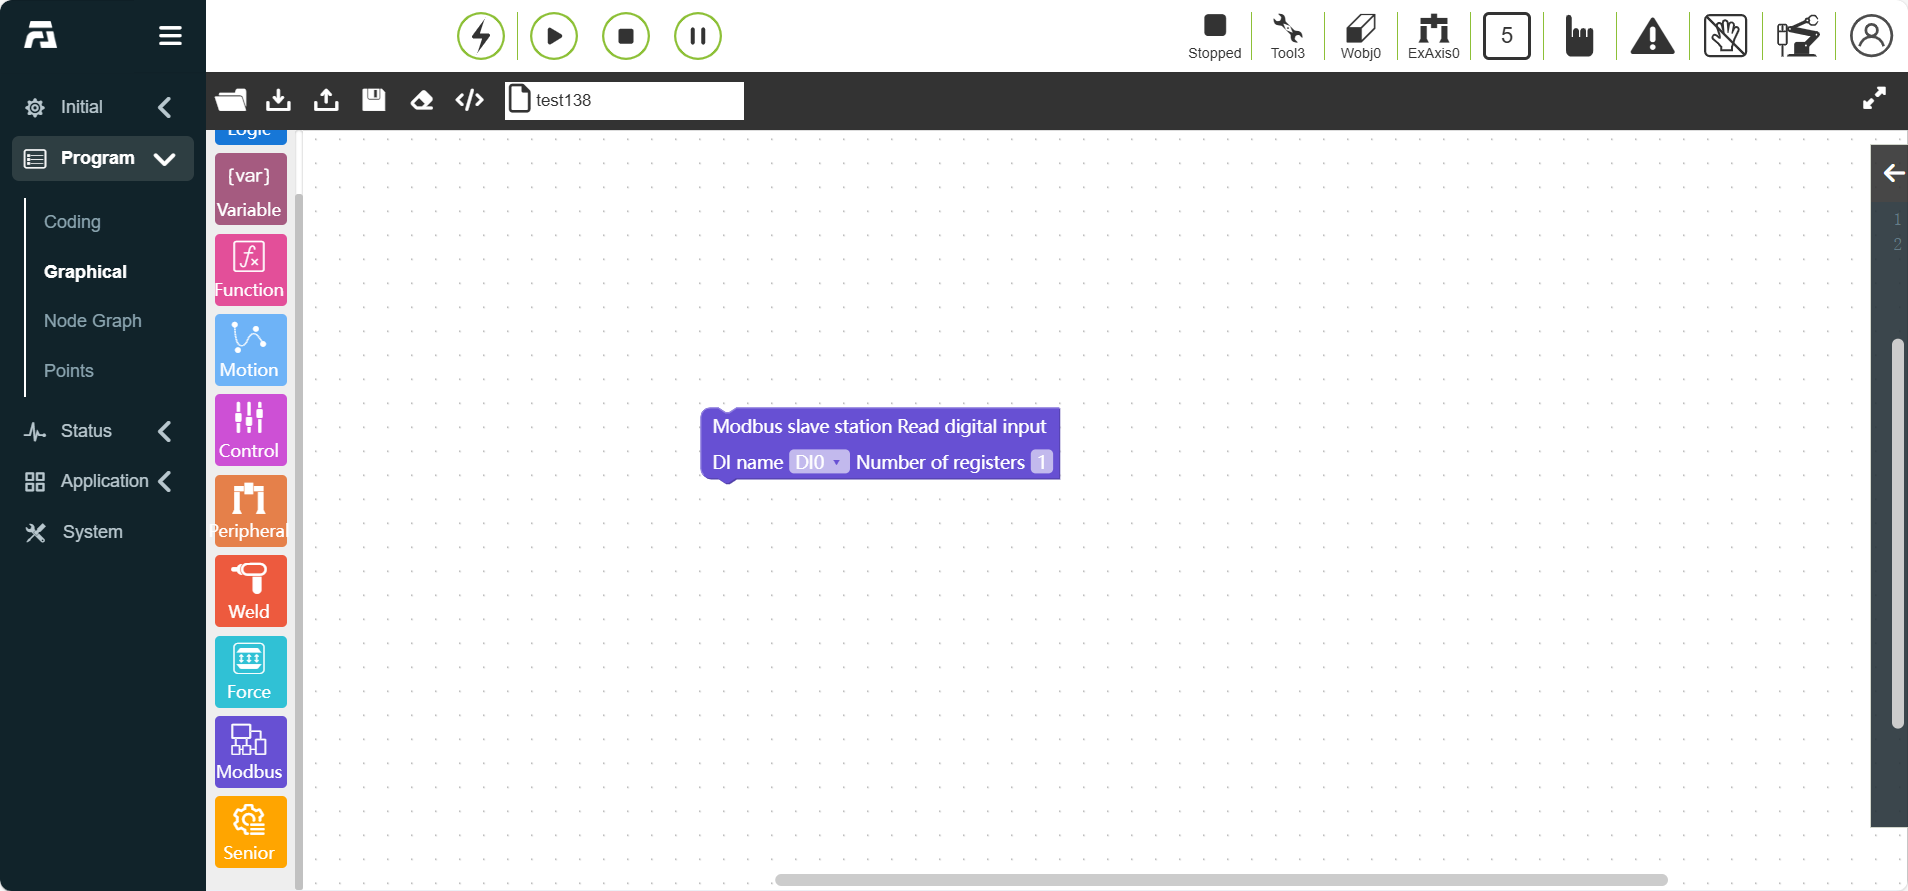 Stopped
Tool3
Wobj0
ExAxis0
5
Initial
Program
Coding
Graphical
Node Graph
Points
Status
Application
System
</>
test138
Logic
{var}
Variable
fx
Function
Motion
Control
Peripheral
Weld
Force
Modbus
Senior
Modbus slave station Read digital input
DI name DI0 Number of registers 1
1
2